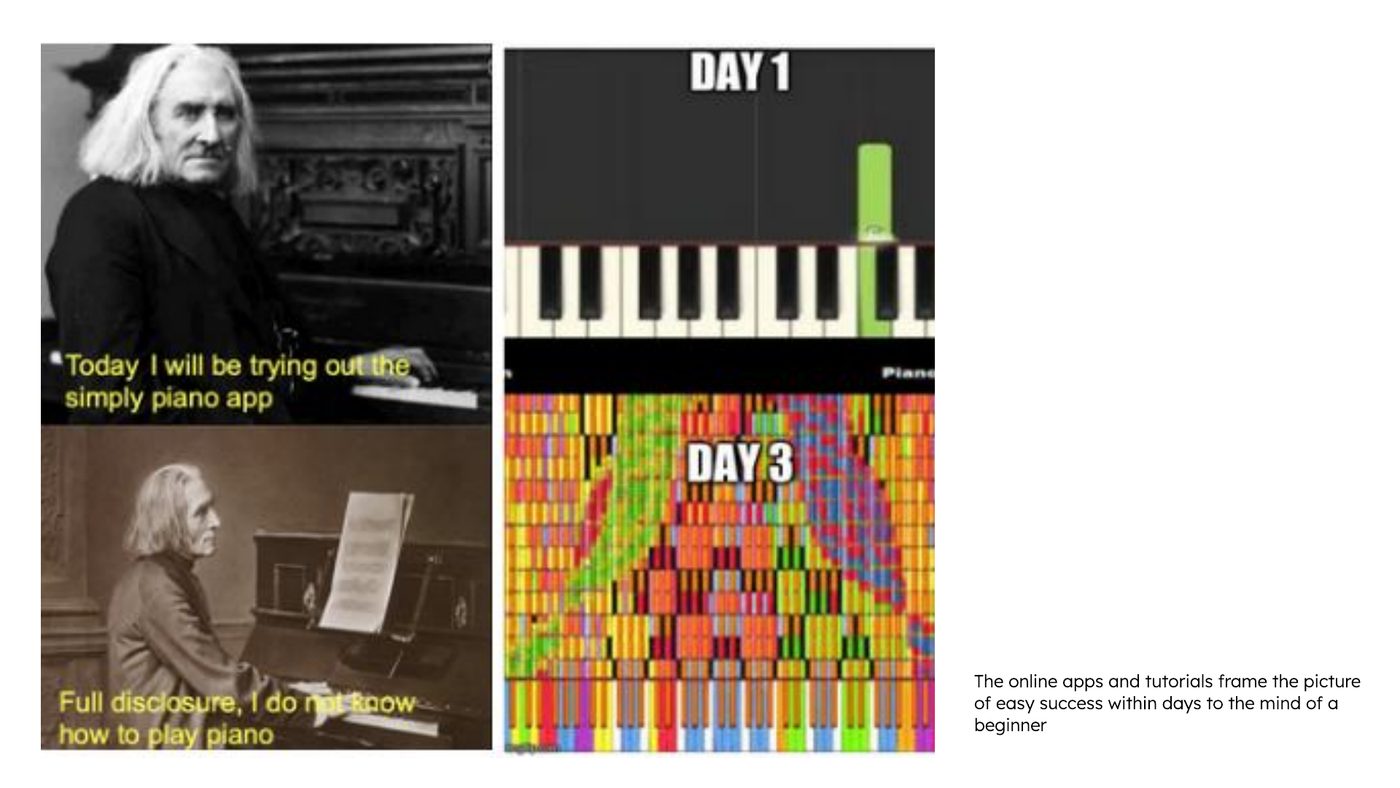 Today I will be trying out the
simply piano app
Full disclosure, I do not know
how to play piano
DAY 1
Piano
DAY 3
The online apps and tutorials frame the picture
of easy success within days to the mind of a
beginner